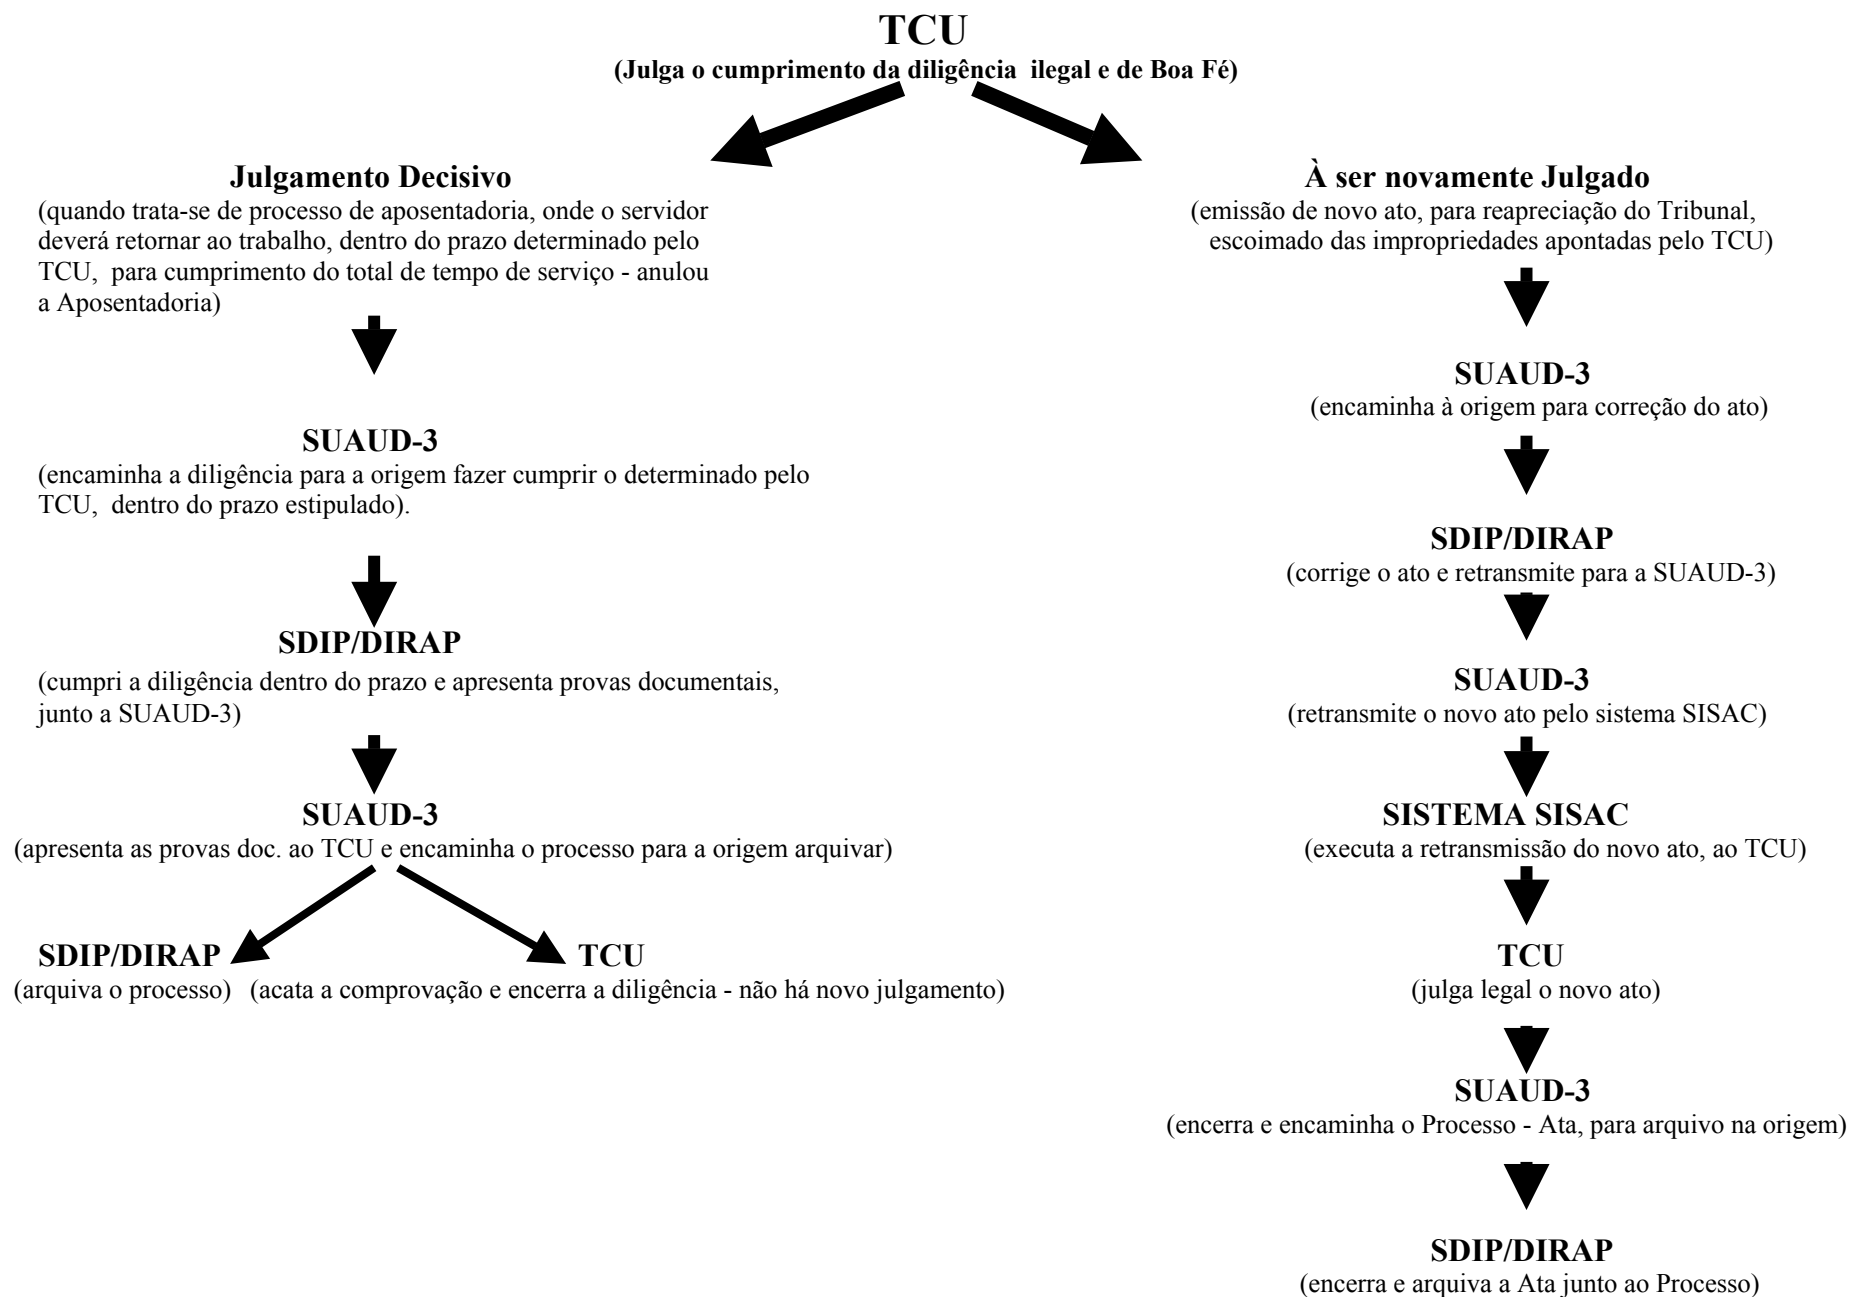 TCU
(Julga o cumprimento da diligência ilegal e de Boa Fé)
Julgamento Decisivo
(quando trata-se de processo de aposentadoria, onde o servidor
deverá retornar ao trabalho, dentro do prazo determinado pelo
TCU, para cumprimento do total de tempo de serviço - anulou
a Aposentadoria)
SUAUD-3
(encaminha a diligência para a origem fazer cumprir o determinado pelo
TCU, dentro do prazo estipulado).
SDIP/DIRAP
(cumpri a diligência dentro do prazo e apresenta provas documentais,
junto a SUAUD-3)
SUAUD-3
(apresenta as provas doc. ao TCU e encaminha o processo para a origem arquivar)
SDIP/DIRAP
(arquiva o processo)
TCU
(acata a comprovação e encerra a diligência - não há novo julgamento)
À ser novamente Julgado
(emissão de novo ato, para reapreciação do Tribunal,
escoimado das impropriedades apontadas pelo TCU)
SUAUD-3
(encaminha à origem para correção do ato)
SDIP/DIRAP
(corrige o ato e retransmite para a SUAUD-3)
SUAUD-3
(retransmite o novo ato pelo sistema SISAC)
SISTEMA SISAC
(executa a retransmissão do novo ato, ao TCU)
TCU
(julga legal o novo ato)
SUAUD-3
(encerra e encaminha o Processo - Ata, para arquivo na origem)
SDIP/DIRAP
(encerra e arquiva a Ata junto ao Processo)